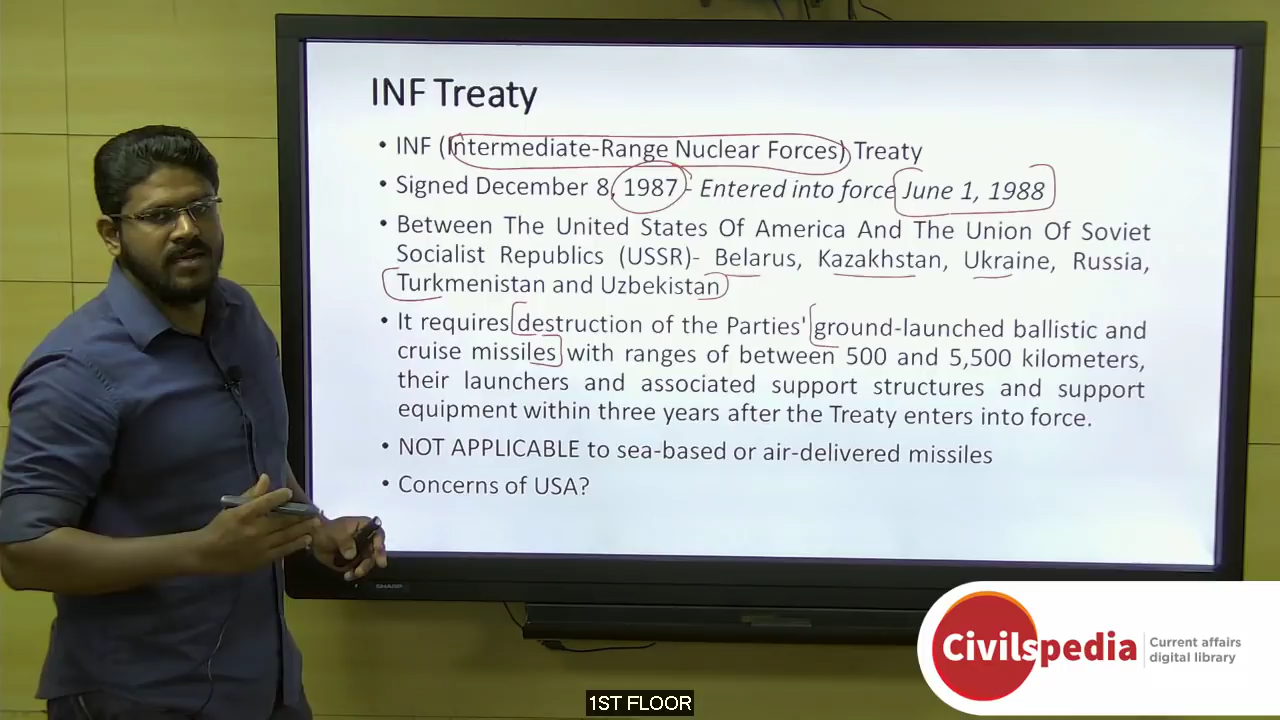 INF Treaty
• INF (Intermediate-Range Nuclear Forces) Treaty
• Signed December 8, 1987 - Entered into force June 1, 1988
• Between The United States Of America And The Union Of Soviet
Socialist Republics (USSR)- Belarus, Kazakhstan, Ukraine, Russia,
Turkmenistan and Uzbekistan
• It requires destruction of the Parties' ground-launched ballistic and
cruise missiles with ranges of between 500 and 5,500 kilometers,
their launchers and associated support structures and support
equipment within three years after the Treaty enters into force.
• NOT APPLICABLE to sea-based or air-delivered missiles
• Concerns of USA?
SHARP
Civilspedia
Current affairs
digital library
1ST FLOOR